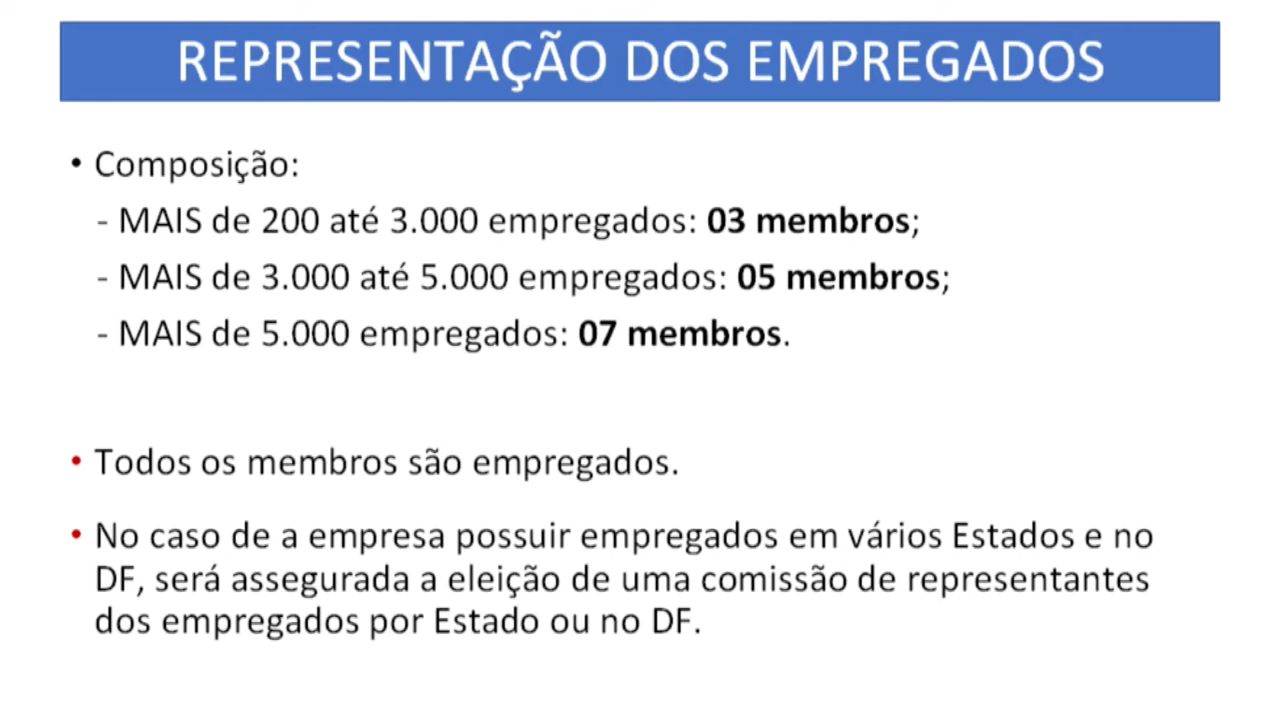 REPRESENTAÇÃO DOS EMPREGADOS
• Composição:
- MAIS de 200 até 3.000 empregados: 03 membros;
- MAIS de 3.000 até 5.000 empregados: 05 membros;
- MAIS de 5.000 empregados: 07 membros.
• Todos os membros são empregados.
• No caso de a empresa possuir empregados em vários Estados e no
DF, será assegurada a eleição de uma comissão de representantes
dos empregados por Estado ou no DF.